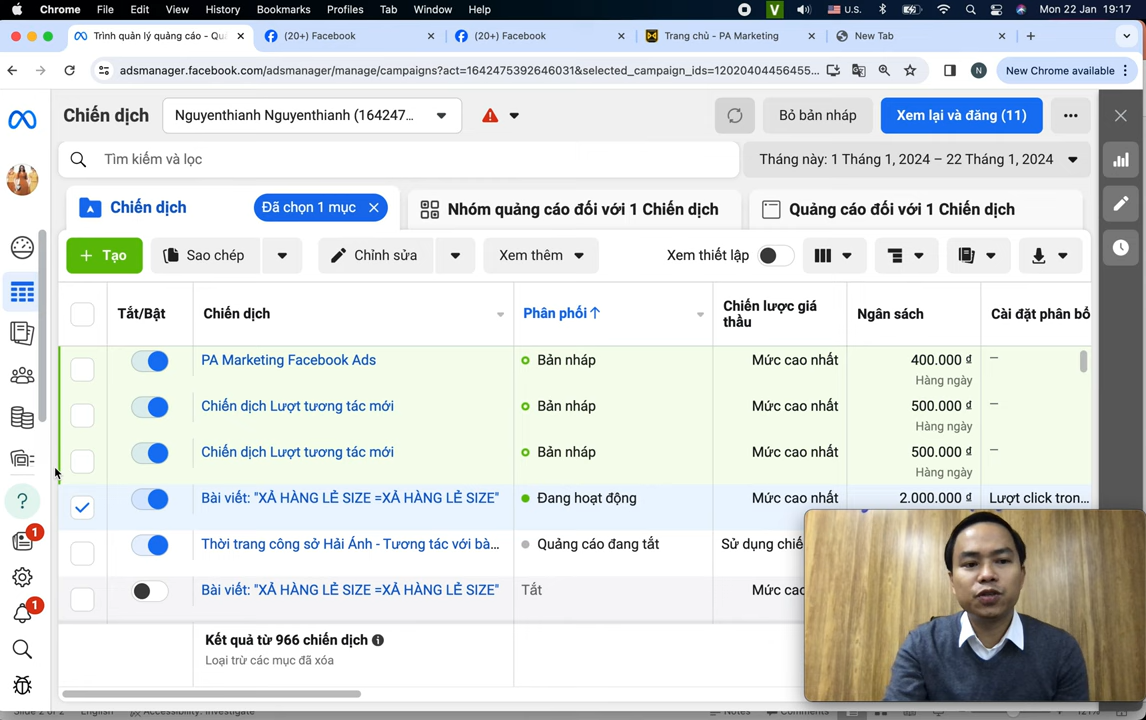 Chrome File Edit View History Bookmarks Profiles Tab Window Help V U.S. Mon 22 Jan 19:17
Trình quản lý quảng cáo - Qu (20+) Facebook (20+) Facebook Trang chủ - PA Marketing New Tab
adsmanager.facebook.com/adsmanager/manage/campaigns?act=1642475392646031&selected_campaign_ids=12020404456455... N New Chrome available
Chiến dịch Nguyenthianh Nguyenthianh (164247... Bỏ bản nháp Xem lại và đăng (11)
Tìm kiếm và lọc Tháng này: 1 Tháng 1, 2024 – 22 Tháng 1, 2024
Chiến dịch Đã chọn 1 mục Nhóm quảng cáo đối với 1 Chiến dịch Quảng cáo đối với 1 Chiến dịch
+ Tạo Sao chép Chỉnh sửa Xem thêm Xem thiết lập
Tắt/Bật Chiến dịch Phân phối↑ Chiến lược giá thầu Ngân sách Cài đặt phân bổ
PA Marketing Facebook Ads Bản nháp Mức cao nhất 400.000 ₫ –
Hàng ngày
Chiến dịch Lượt tương tác mới Bản nháp Mức cao nhất 500.000 ₫ –
Hàng ngày
Chiến dịch Lượt tương tác mới Bản nháp Mức cao nhất 500.000 ₫ –
Hàng ngày
Bài viết: "XẢ HÀNG LẺ SIZE =XẢ HÀNG LẺ SIZE" Đang hoạt động Mức cao nhất 2.000.000 ₫ Lượt click tron...
Thời trang công sở Hải Ánh - Tương tác với bà... Quảng cáo đang tắt Sử dụng chiế
Bài viết: "XẢ HÀNG LẺ SIZE =XẢ HÀNG LẺ SIZE" Tắt Mức cao
Kết quả từ 966 chiến dịch
Loại trừ các mục đã xóa
? 1 1